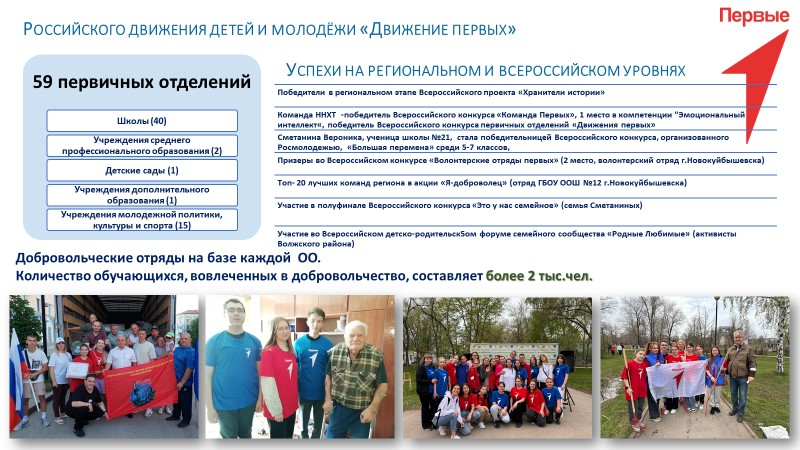 Первые
Российского движения детей и молодёжи «Движение первых»
59 первичных отделений
Школы (40)
Учреждения среднего
профессионального образования (2)
Детские сады (1)
Учреждения дополнительного
образования (1)
Учреждения молодежной политики,
культуры и спорта (15)
Успехи на региональном и всероссийском уровнях
Победители в региональном этапе Всероссийского проекта «Хранители истории»
Команда ННХТ -победитель Всероссийского конкурса «Команда Первых», 1 место в компетенции "Эмоциональный
интеллект«, победитель Всероссийского конкурса первичных отделений «Движения первых»
Сметанина Вероника, ученица школы №21, стала победительницей Всероссийского конкурса, организованного
Росмолодежью, «Большая перемена» среди 5-7 классов,
Призеры во Всероссийском конкурсе «Волонтерские отряды первых» (2 место, волонтерский отряд г.Новокуйбышевска)
Топ- 20 лучших команд региона в акции «Я-доброволец» (отряд ГБОУ ООШ №12 г.Новокуйбышевска)
Участие в полуфинале Всероссийского конкурса «Это у нас семейное» (семья Сметаниных)
Участие во Всероссийском детско-родительск5ом форуме семейного сообщества «Родные Любимые» (активисты
Волжского района)
Добровольческие отряды на базе каждой ОО.
Количество обучающихся, вовлеченных в добровольчество, составляет более 2 тыс.чел.